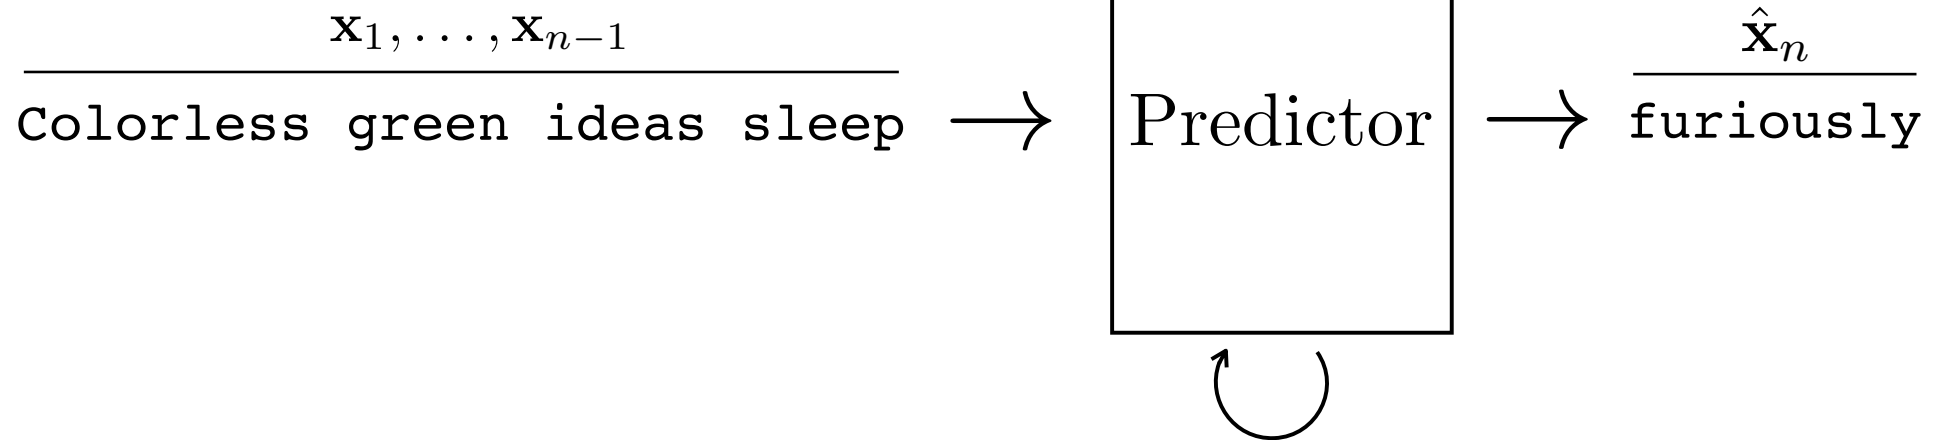 x₁, . . . , xₙ₋₁
Colorless green ideas sleep
Predictor
x̂ₙ
furiously